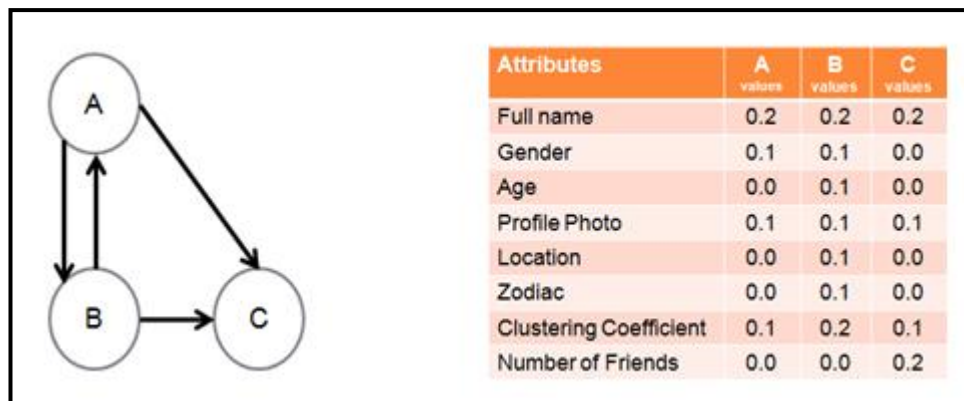 A
B
C
Attributes A B C
values values values
Full name 0.2 0.2 0.2
Gender 0.1 0.1 0.0
Age 0.0 0.1 0.0
Profile Photo 0.1 0.1 0.1
Location 0.0 0.1 0.0
Zodiac 0.0 0.1 0.0
Clustering Coefficient 0.1 0.2 0.1
Number of Friends 0.0 0.0 0.2